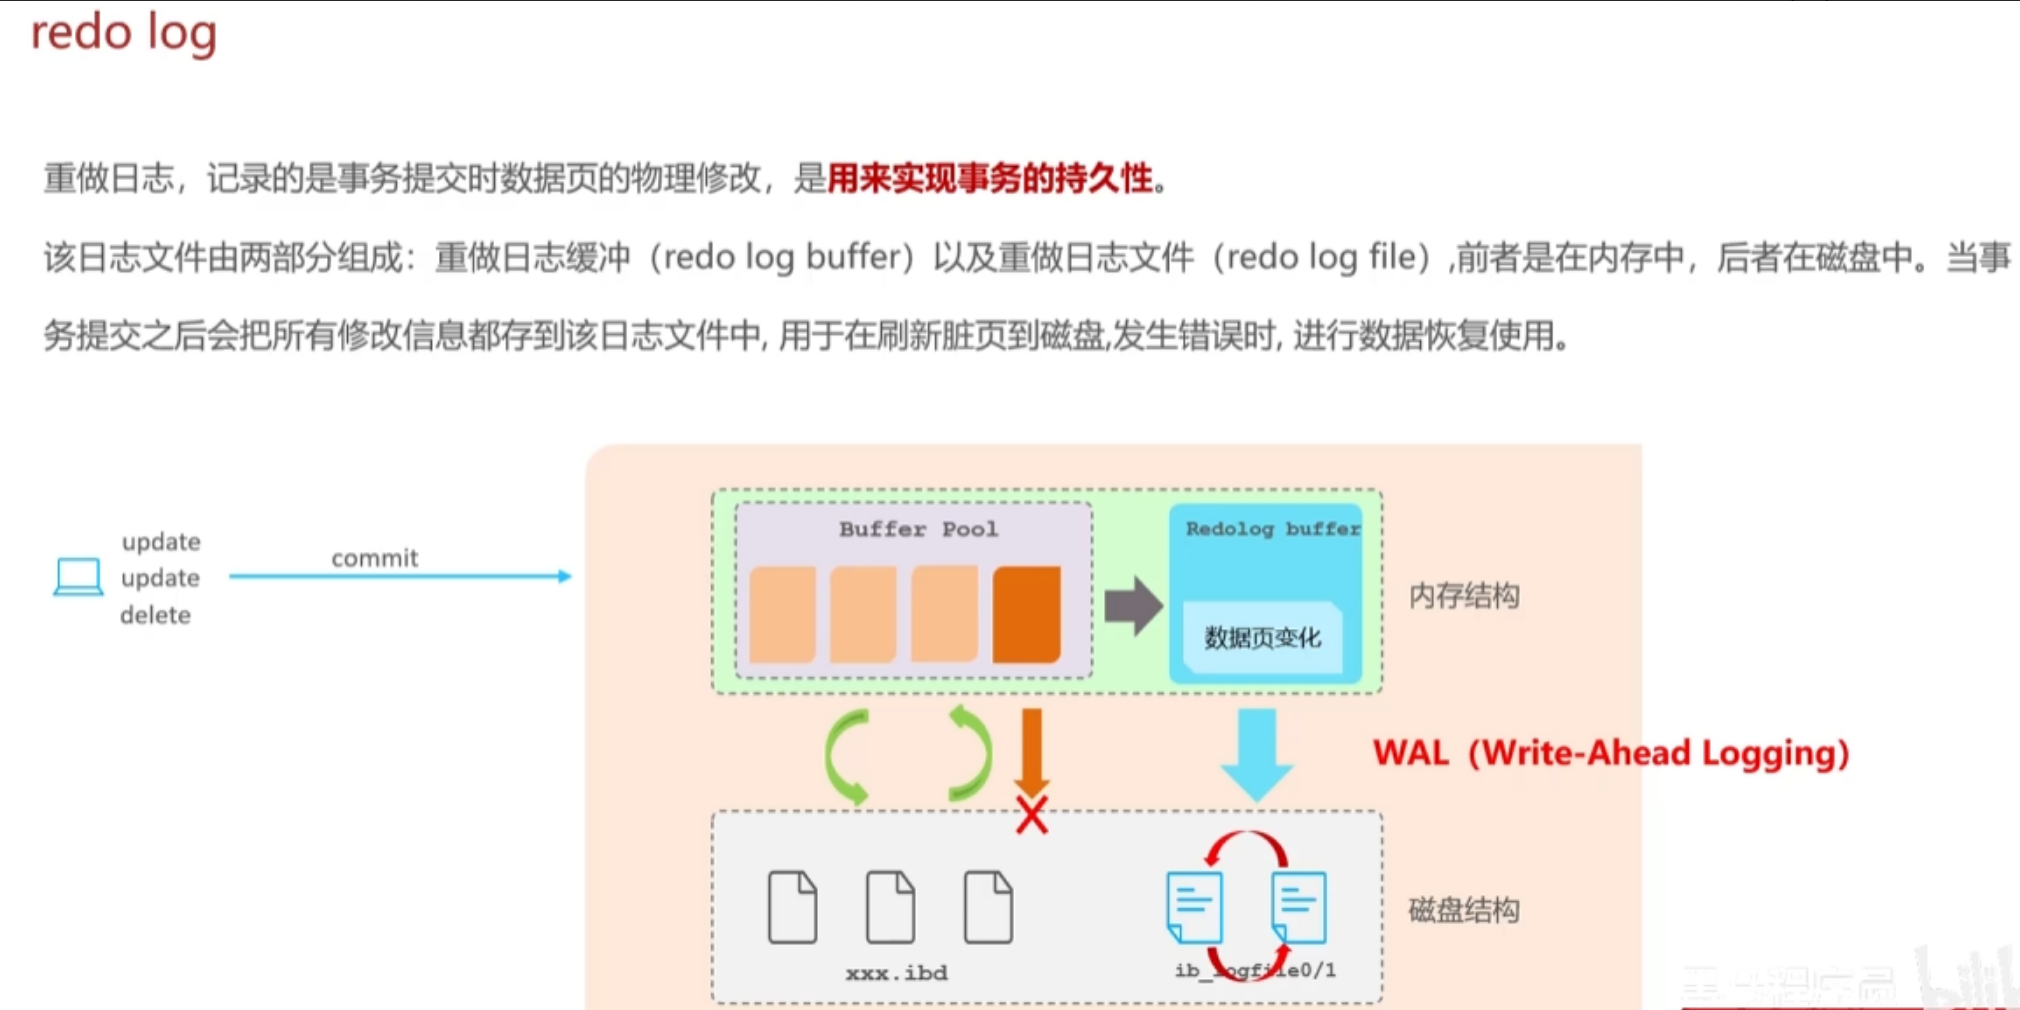 redo log
重做日志，记录的是事务提交时数据页的物理修改，是用来实现事务的持久性。
该日志文件由两部分组成：重做日志缓冲（redo log buffer）以及重做日志文件（redo log file）,前者是在内存中，后者在磁盘中。当事
务提交之后会把所有修改信息都存到该日志文件中, 用于在刷新脏页到磁盘,发生错误时, 进行数据恢复使用。
Buffer Pool
Redolog buffer
update
commit
update
delete
内存结构
数据页变化
WAL（Write-Ahead Logging）
磁盘结构
xxx.ibd
ib_logfile0/1